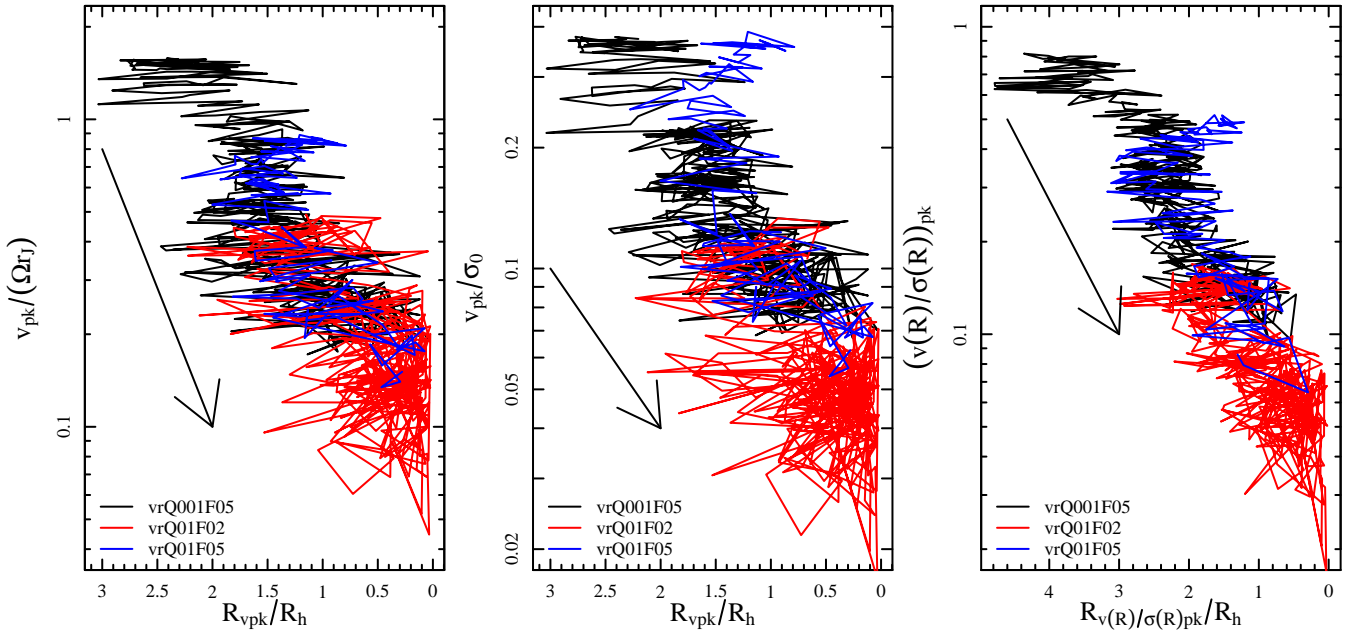 v_pk/(Ωr_J)
1
0.1
vrQ001F05
vrQ01F02
vrQ01F05
3 2.5 2 1.5 1 0.5 0
R_vpk/R_h
v_pk/σ_0
0.2
0.1
0.05
0.02
vrQ001F05
vrQ01F02
vrQ01F05
3 2.5 2 1.5 1 0.5 0
R_vpk/R_h
(v(R)/σ(R))_pk
1
0.1
vrQ001F05
vrQ01F02
vrQ01F05
4 3 2 1 0
R_v(R)/σ(R)pk/R_h